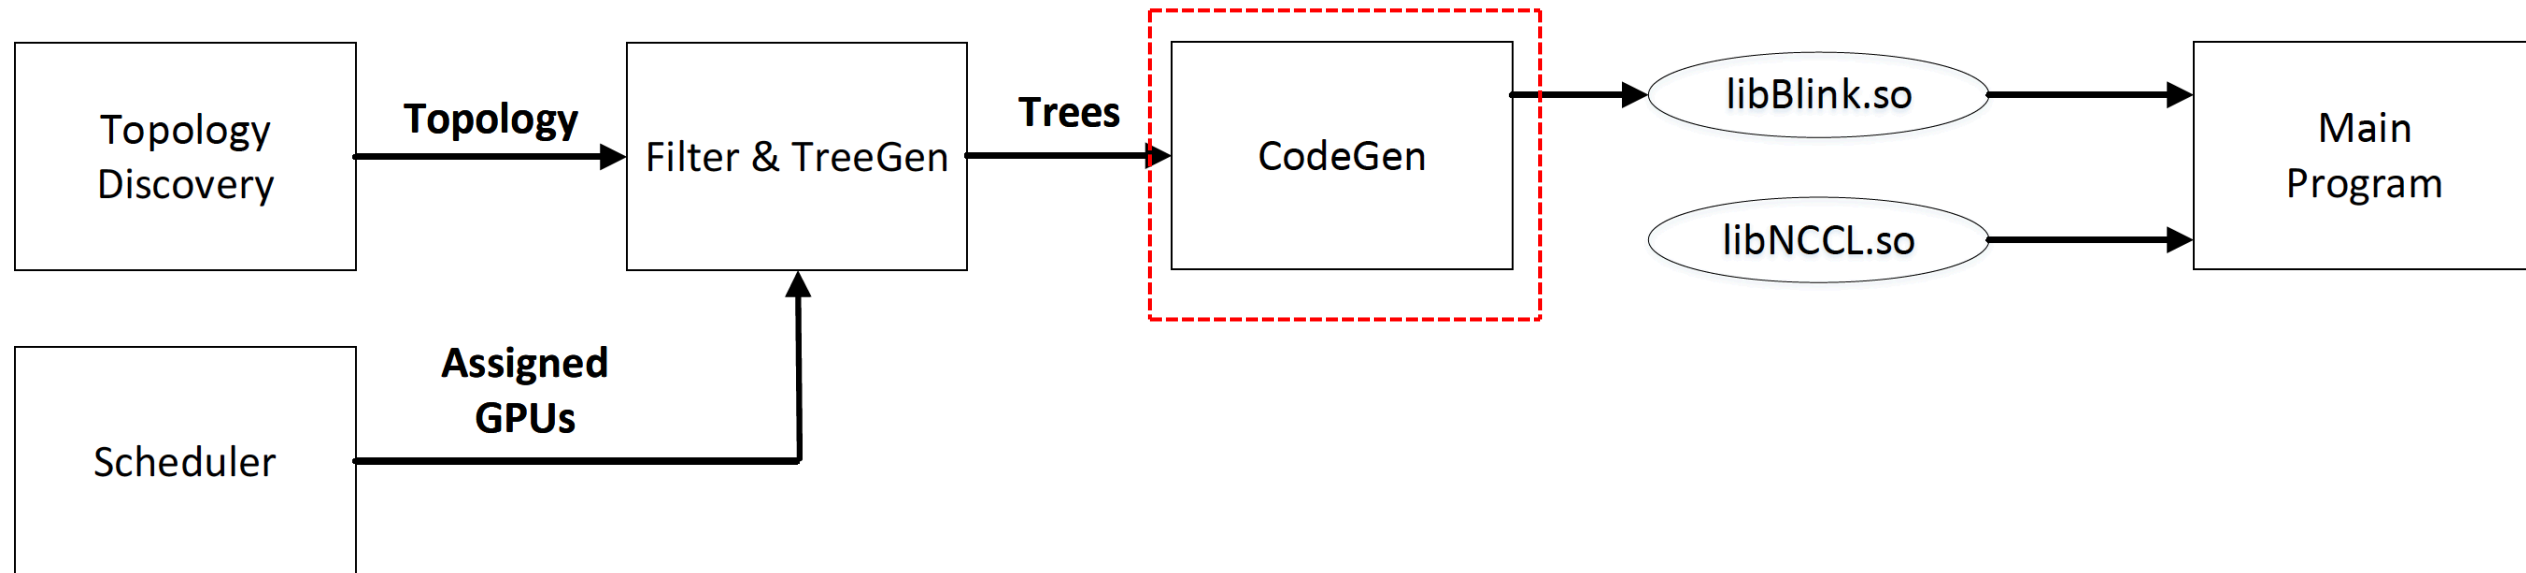 Topology
Discovery
Topology
Filter & TreeGen
Trees
CodeGen
libBlink.so
libNCCL.so
Main
Program
Scheduler
Assigned
GPUs